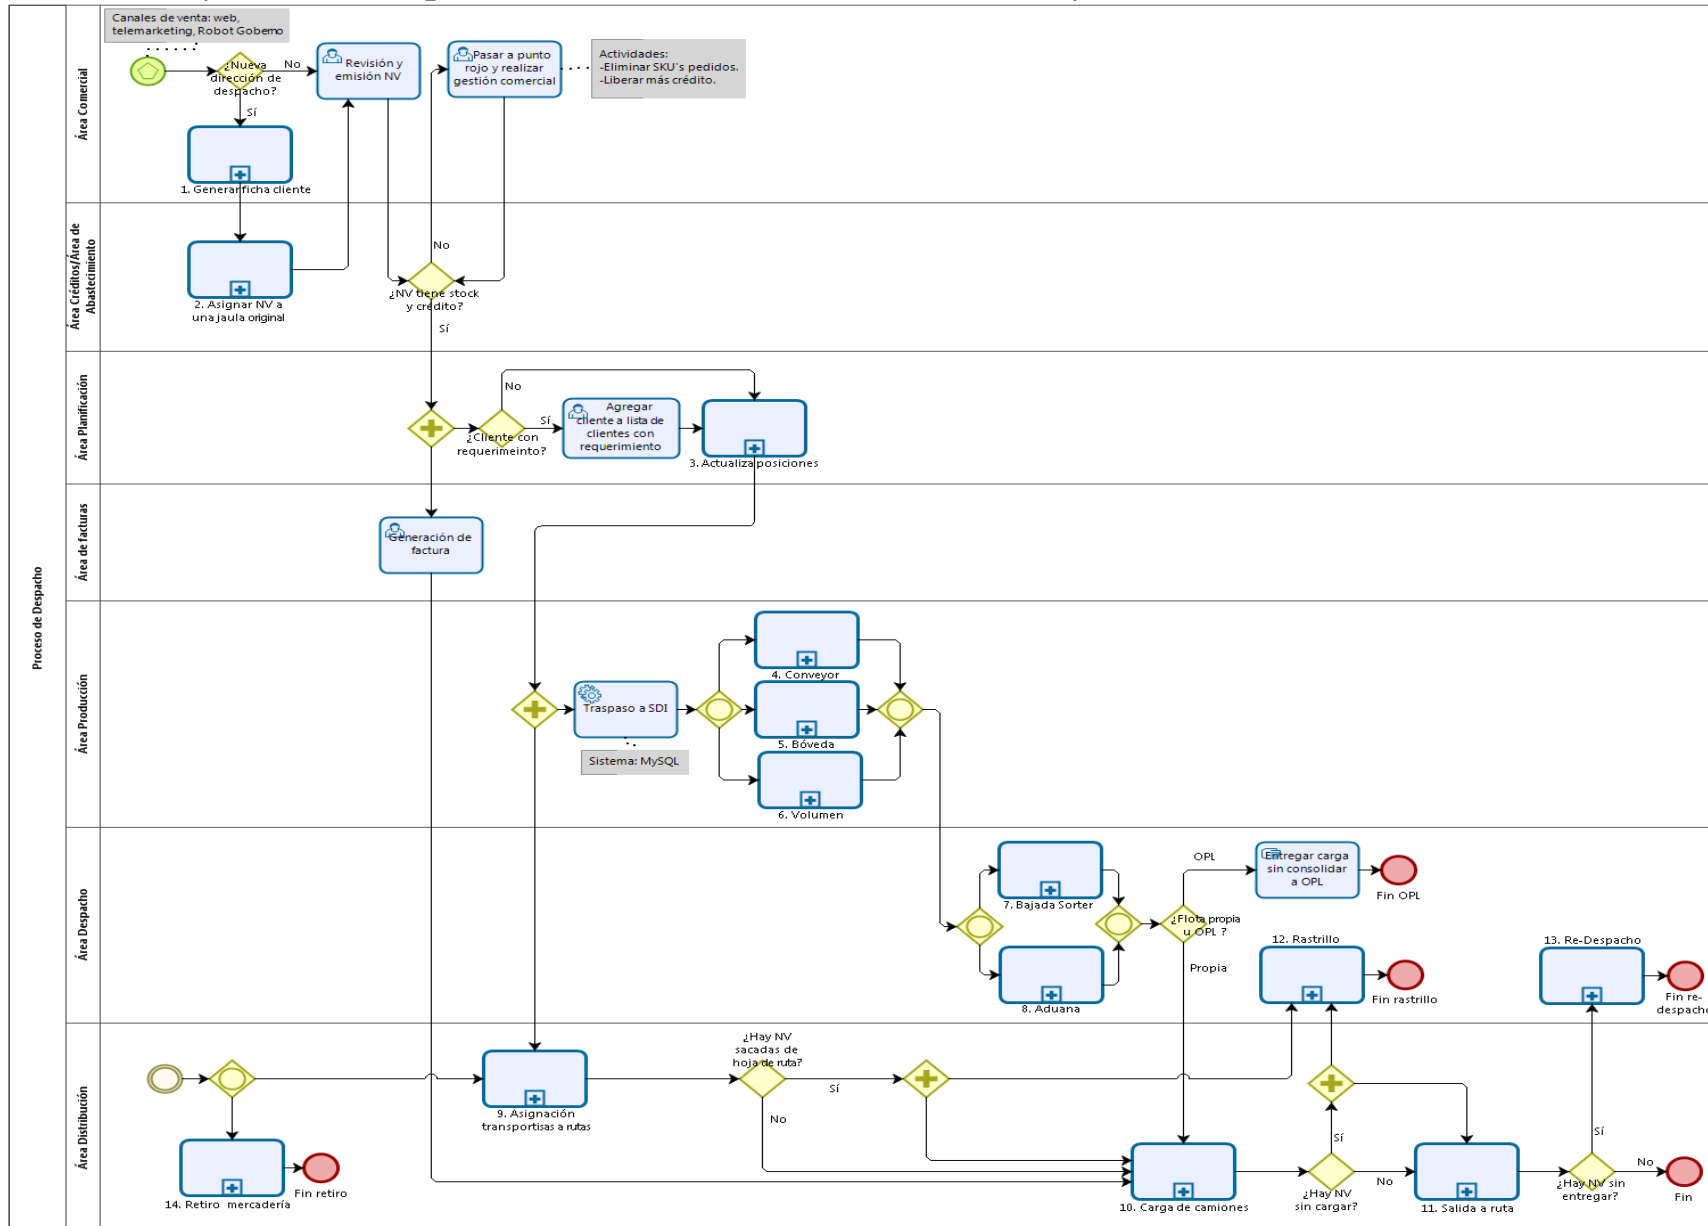 Proceso de Despacho
Área Comercial
Canales de venta: web,
telemarketing, Robot Gobemo
¿Nueva
dirección de
despacho?
No
Sí
Revisión y
emisión NV
Pasar a punto
rojo y realizar
gestión comercial
Actividades:
-Eliminar SKU's pedidos.
-Liberar más crédito.
1. Generar ficha cliente
Área Créditos/Área de
Abastecimiento
2. Asignar NV a
una jaula original
No
¿NV tiene stock
y crédito?
Sí
Área Planificación
No
¿Cliente con
requerimeinto?
Sí
Agregar
cliente a lista de
clientes con
requerimiento
3. Actualiza posiciones
Área de facturas
Generación de
factura
Área Producción
Traspaso a SDI
Sistema: MySQL
4. Conveyor
5. Bóveda
6. Volumen
Área Despacho
7. Bajada Sorter
8. Aduana
¿Flota propia
u OPL ?
OPL
Propia
Entregar carga
sin consolidar
a OPL
Fin OPL
12. Rastrillo
Fin rastrillo
13. Re-Despacho
Fin re-
despacho
Área Distribución
14. Retiro mercadería
Fin retiro
9. Asignación
transportisas a rutas
¿Hay NV
sacadas de
hoja de ruta?
Sí
No
10. Carga de camiones
¿Hay NV
sin cargar?
Sí
No
11. Salida a ruta
¿Hay NV sin
entregar?
Sí
No
Fin